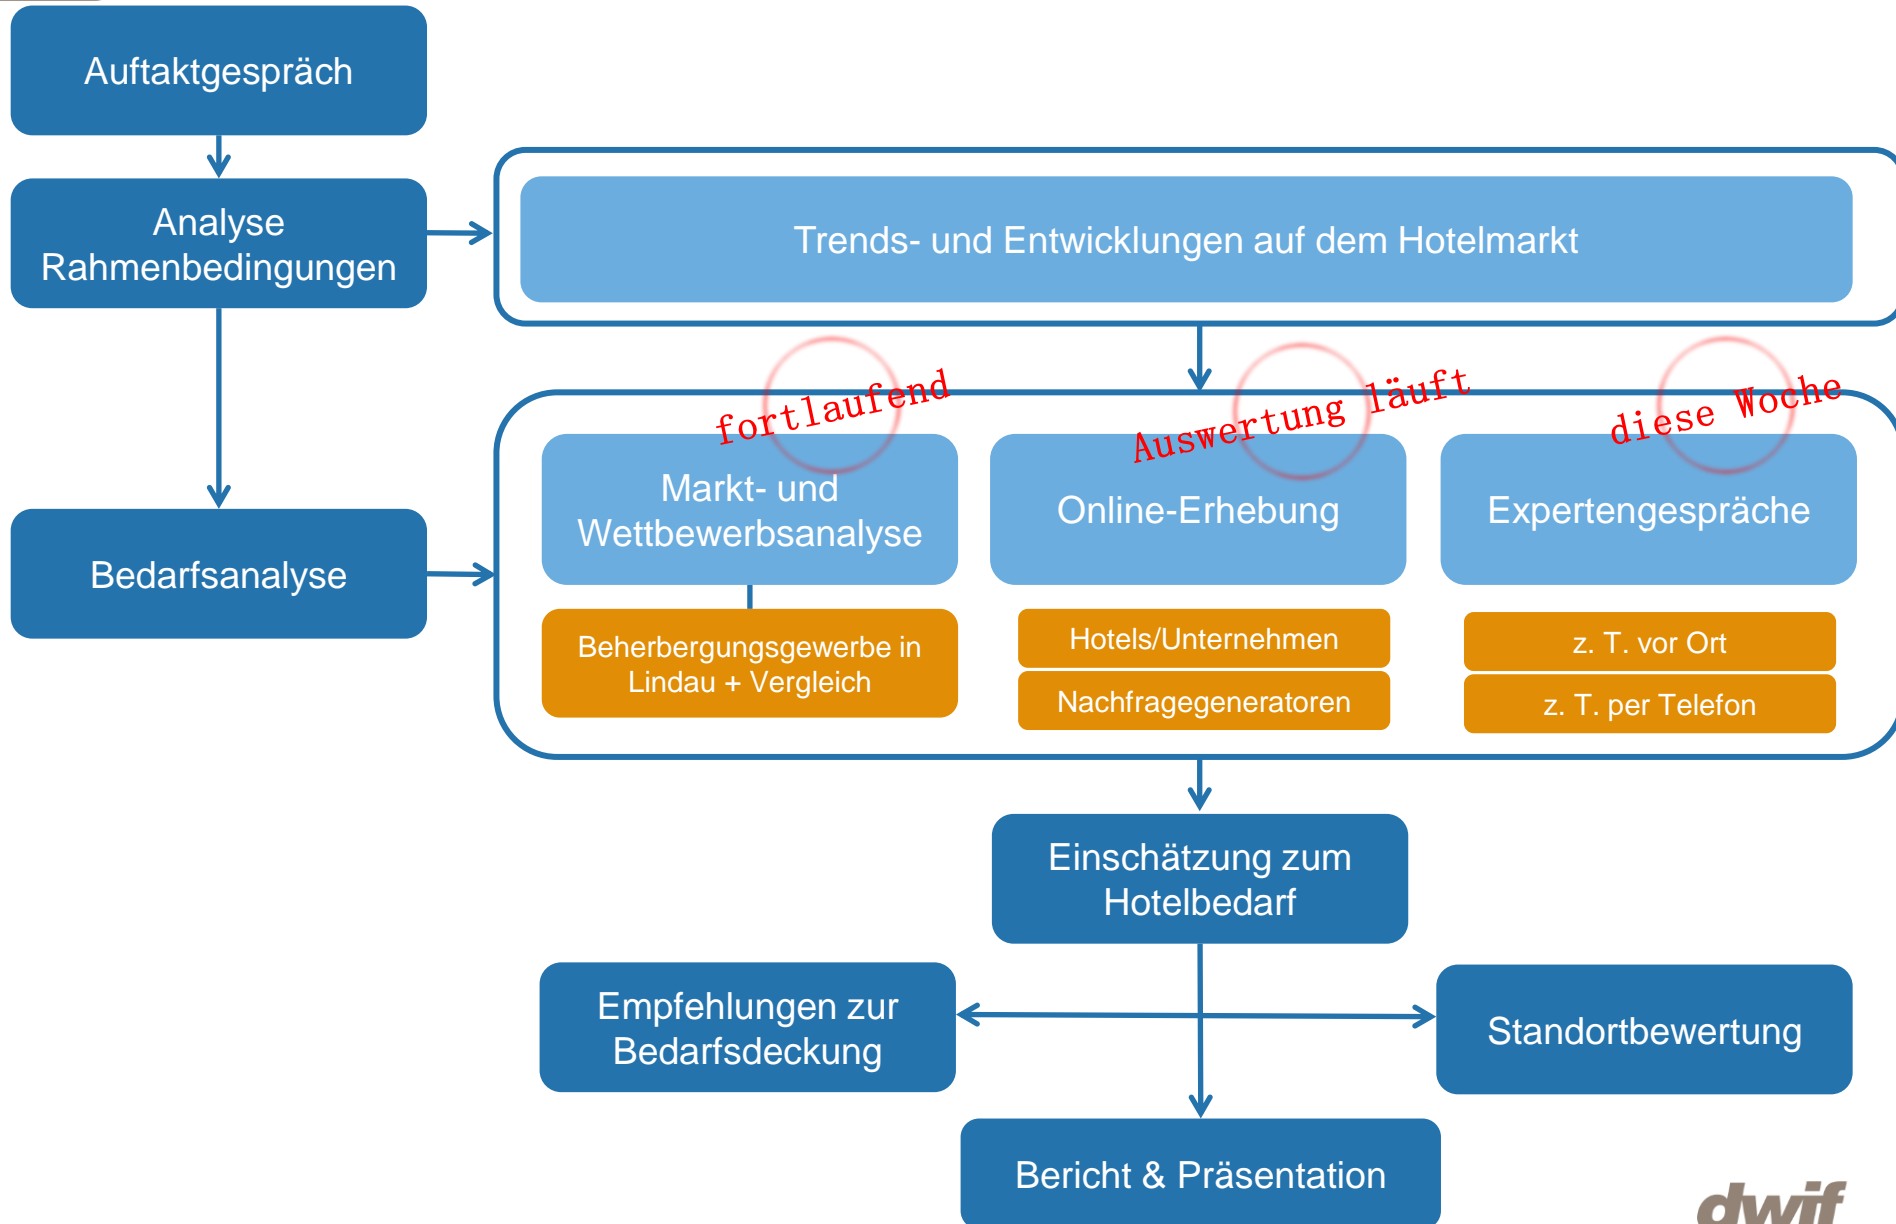 Auftaktgespräch
Analyse
Rahmenbedingungen
Trends- und Entwicklungen auf dem Hotelmarkt
fortlaufend
Auswertung läuft
diese Woche
Bedarfsanalyse
Markt- und
Wettbewerbsanalyse
Online-Erhebung
Expertengespräche
Beherbergungsgewerbe in
Lindau + Vergleich
Hotels/Unternehmen
Nachfragegeneratoren
z. T. vor Ort
z. T. per Telefon
Einschätzung zum
Hotelbedarf
Empfehlungen zur
Bedarfsdeckung
Standortbewertung
Bericht & Präsentation
dwif